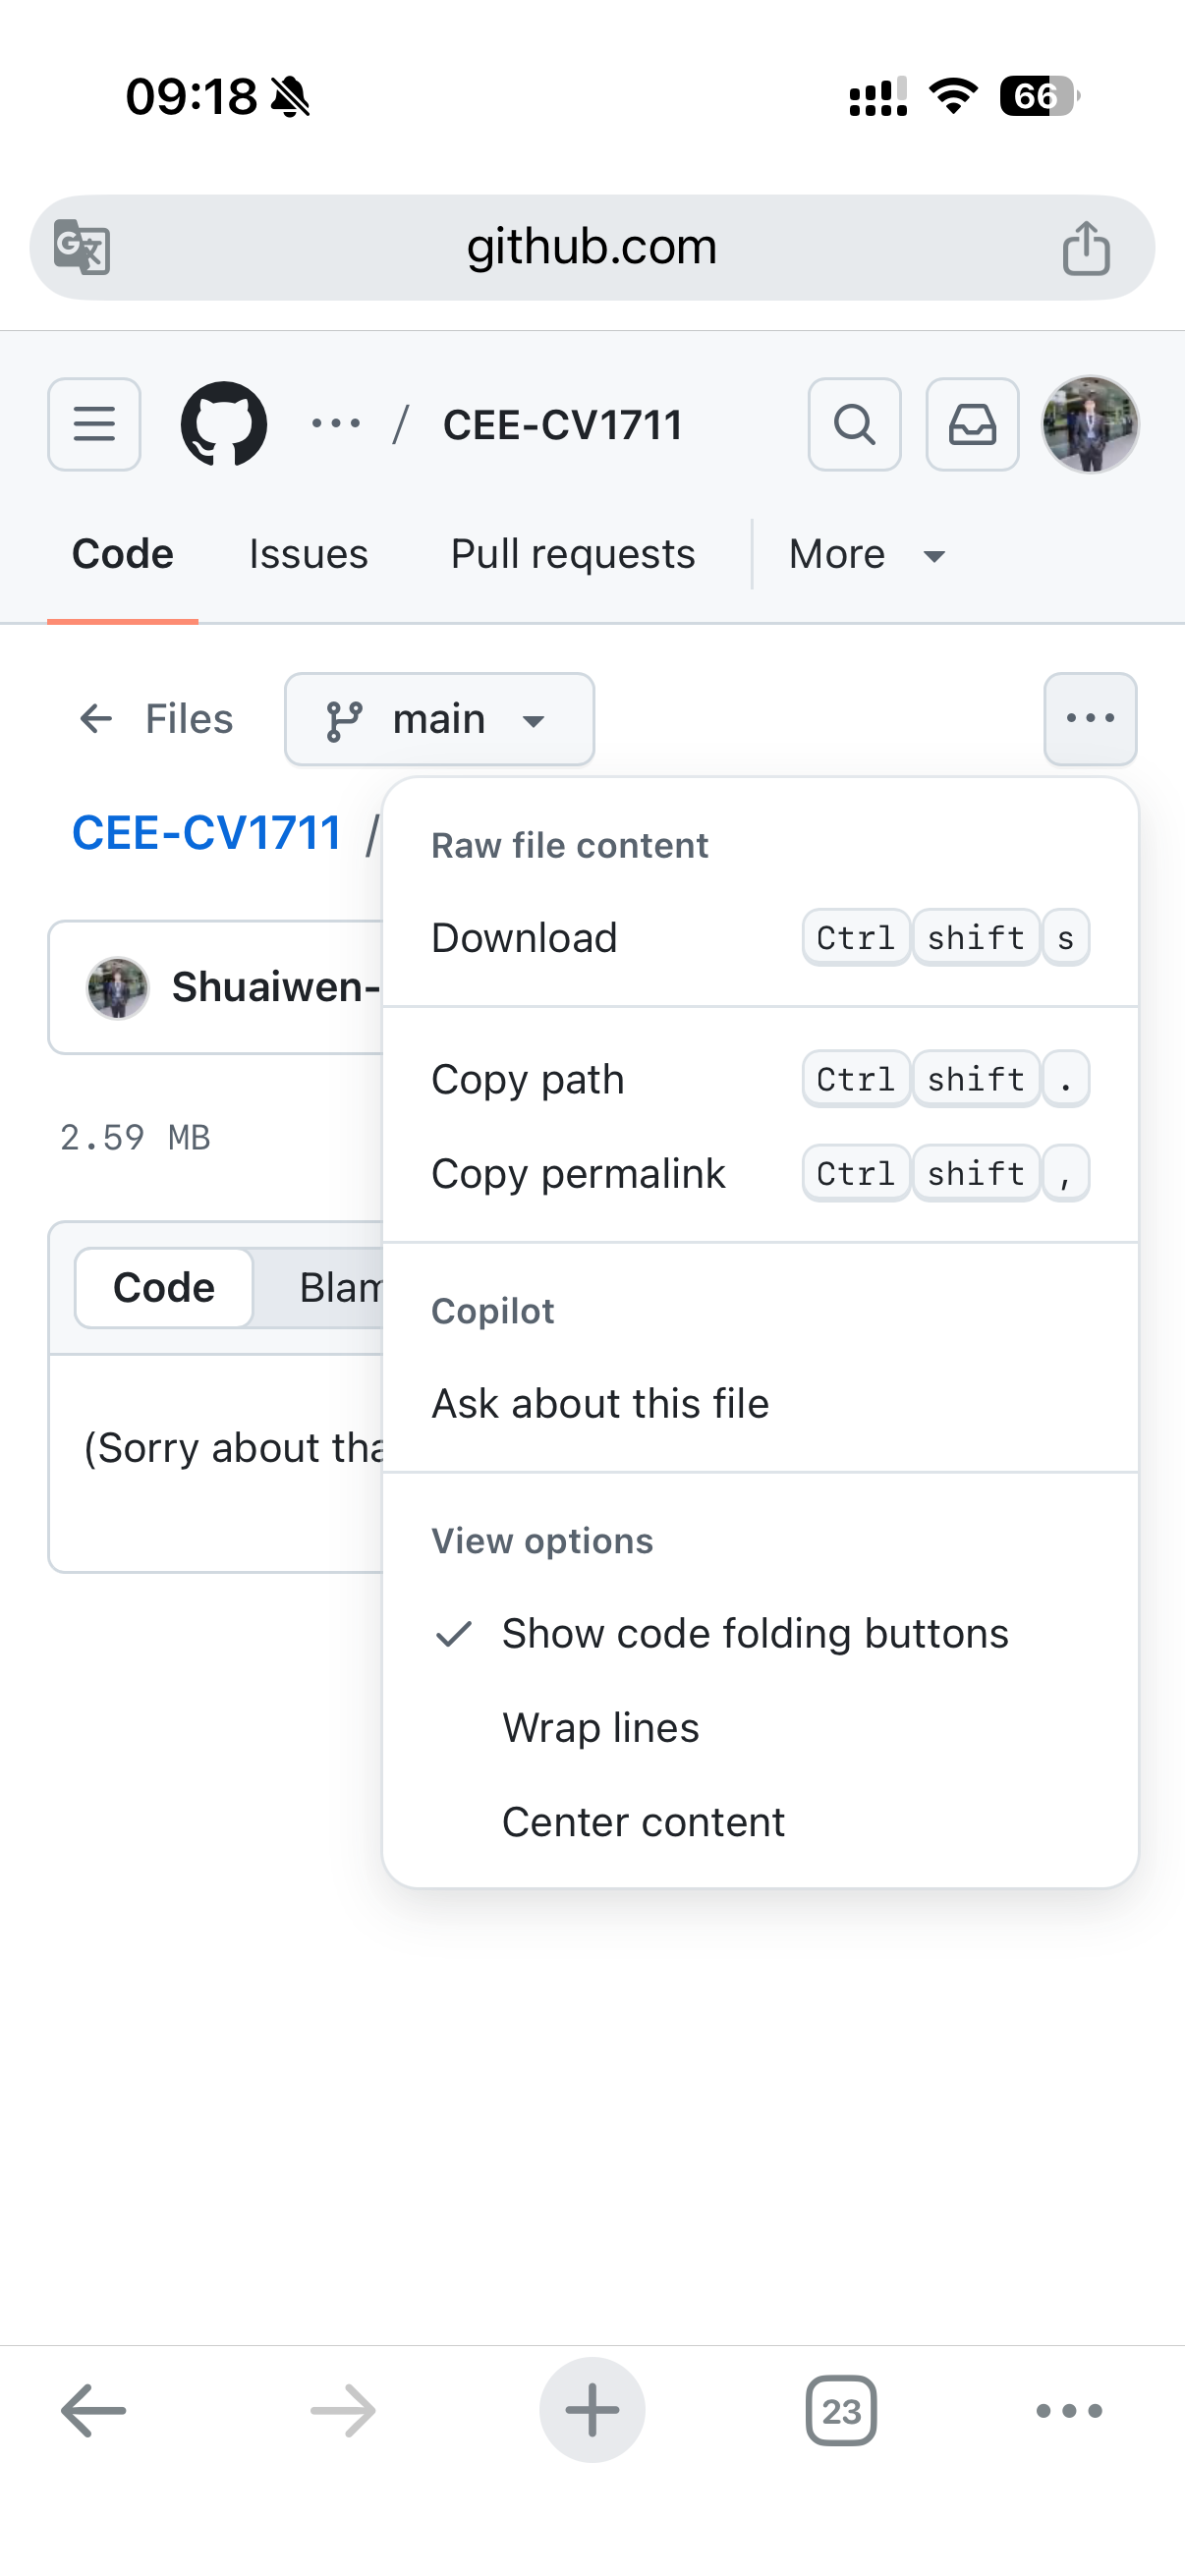 09:18
66
github.com
... / CEE-CV1711
Code Issues Pull requests More
Files main
CEE-CV1711 /
Raw file content
Download Ctrl shift s
Shuaiwen-
Copy path Ctrl shift .
2.59 MB
Copy permalink Ctrl shift ,
Code Blam
Copilot
Ask about this file
(Sorry about tha
View options
Show code folding buttons
Wrap lines
Center content
23